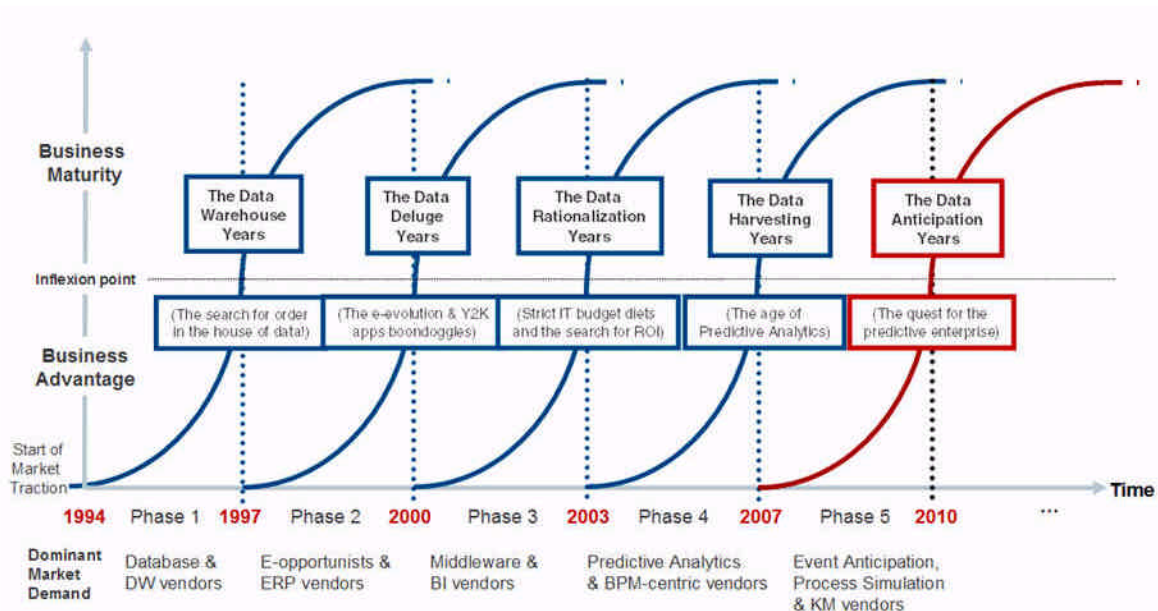 Business
Maturity
The Data
Warehouse
Years
The Data
Deluge
Years
The Data
Rationalization
Years
The Data
Harvesting
Years
The Data
Anticipation
Years
Inflexion point
(The search for order
in the house of data!)
(The e-evolution & Y2K
apps boondoggles)
(Strict IT budget diets
and the search for ROI)
(The age of
Predictive Analytics)
(The quest for the
predictive enterprise)
Business
Advantage
Start of
Market
Traction
Time
1994 Phase 1 1997 Phase 2 2000 Phase 3 2003 Phase 4 2007 Phase 5 2010 ...
Dominant
Market
Demand
Database &
DW vendors
E-opportunists &
ERP vendors
Middleware &
BI vendors
Predictive Analytics
& BPM-centric vendors
Event Anticipation,
Process Simulation
& KM vendors